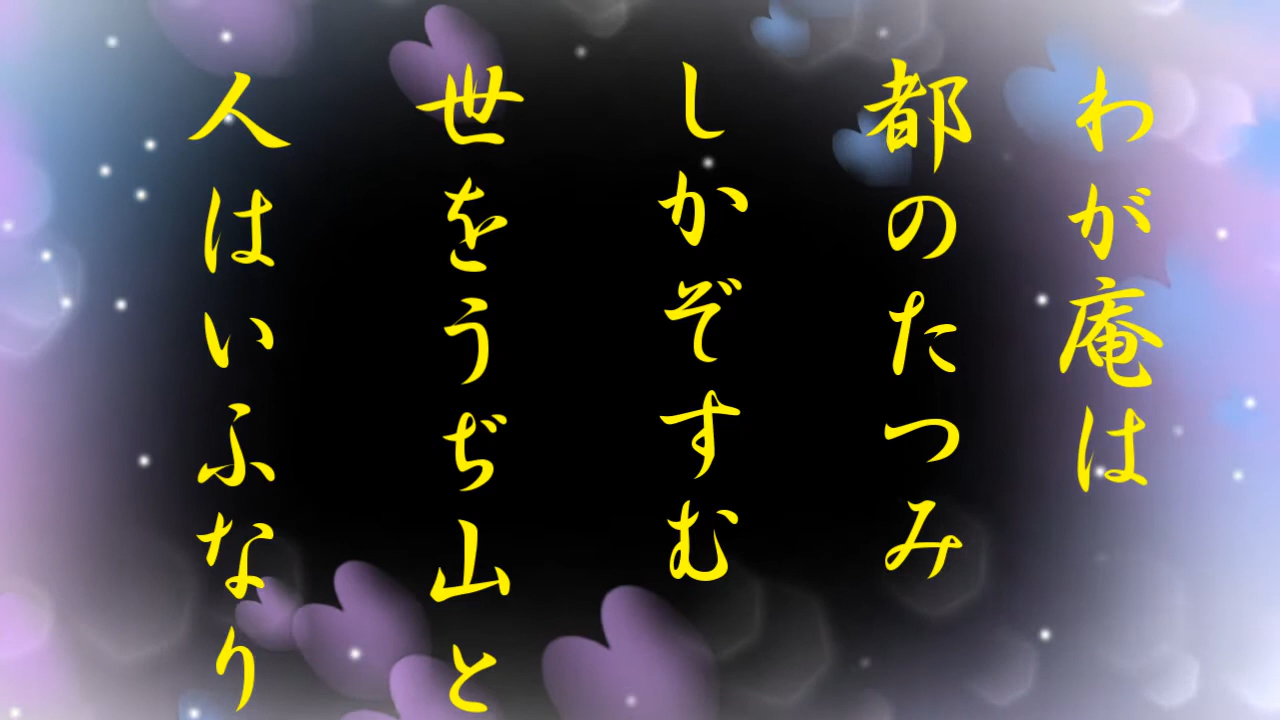 わが庵は
都のたつみ
しかぞすむ
世をうぢ山と
人はいふなり